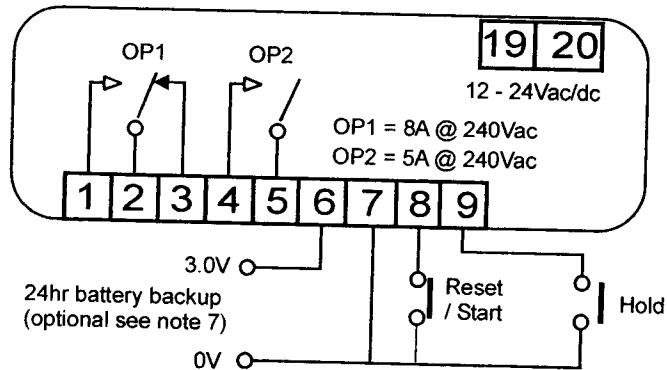 OP1
OP2
19 20
12 - 24Vac/dc
OP1 = 8A @ 240Vac
OP2 = 5A @ 240Vac
1 2 3 4 5 6 7 8 9
3.0V
24hr battery backup
(optional see note 7)
0V
Reset
/ Start
Hold